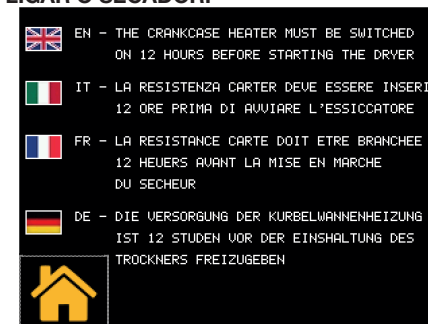 LIGAR O SECADOR!
EN - THE CRANKCASE HEATER MUST BE SWITCHED
ON 12 HOURS BEFORE STARTING THE DRYER
IT - LA RESISTENZA CARTER DEVE ESSERE INSERI
12 ORE PRIMA DI AVVIARE L'ESSICCATORE
FR - LA RESISTANCE CARTE DOIT ETRE BRANCHEE
12 HEUERS AVANT LA MISE EN MARCHE
DU SECHEUR
DE - DIE VERSORGUNG DER KURBELWANNENHEIZUNG
IST 12 STUDEN VOR DER EINSHALTUNG DES
TROCKNERS FREIZUGEBEN